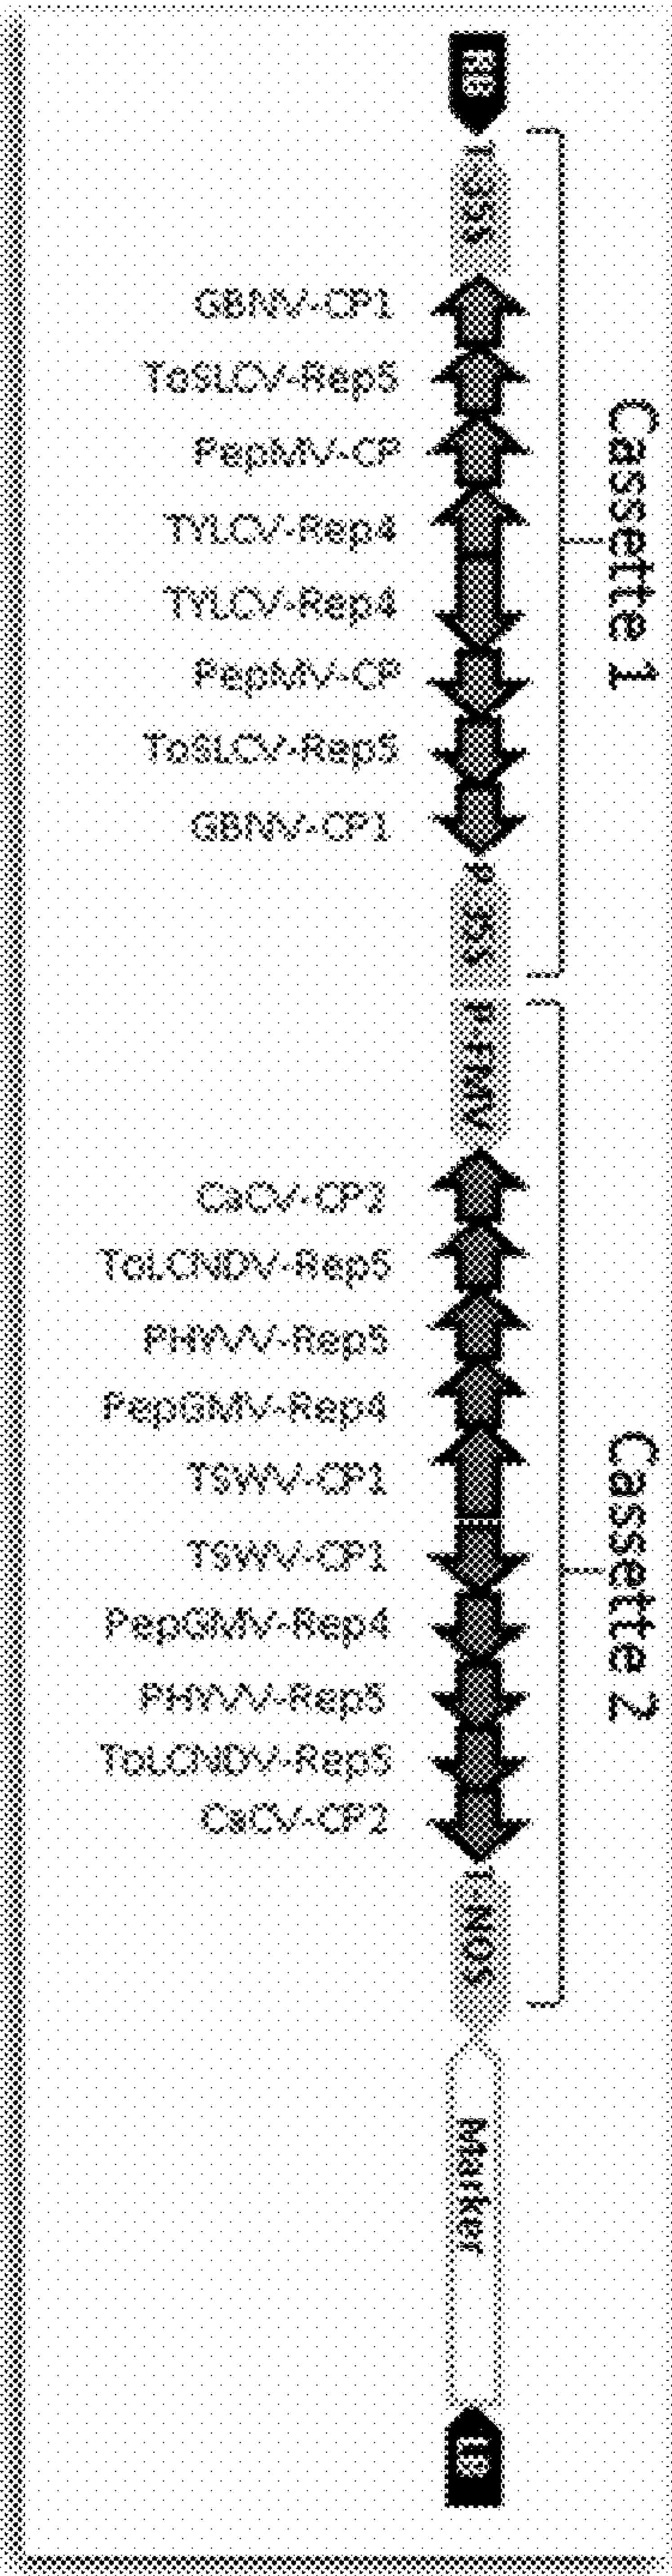 Cassette 1
Cassette 2
RB
T-35S
GBNV-CP1
ToSLCV-Rep5
PepMV-CP
TYLCV-Rep4
TYLCV-Rep4
PepMV-CP
ToSLCV-Rep5
GBNV-CP1
P-35S
P-FMV
CaCV-CP2
ToLCNDV-Rep5
PHYVV-Rep5
PepGMV-Rep4
TSWV-CP1
TSWV-CP1
PepGMV-Rep4
PHYVV-Rep5
ToLCNDV-Rep5
CaCV-CP2
T-NOS
Marker
LB